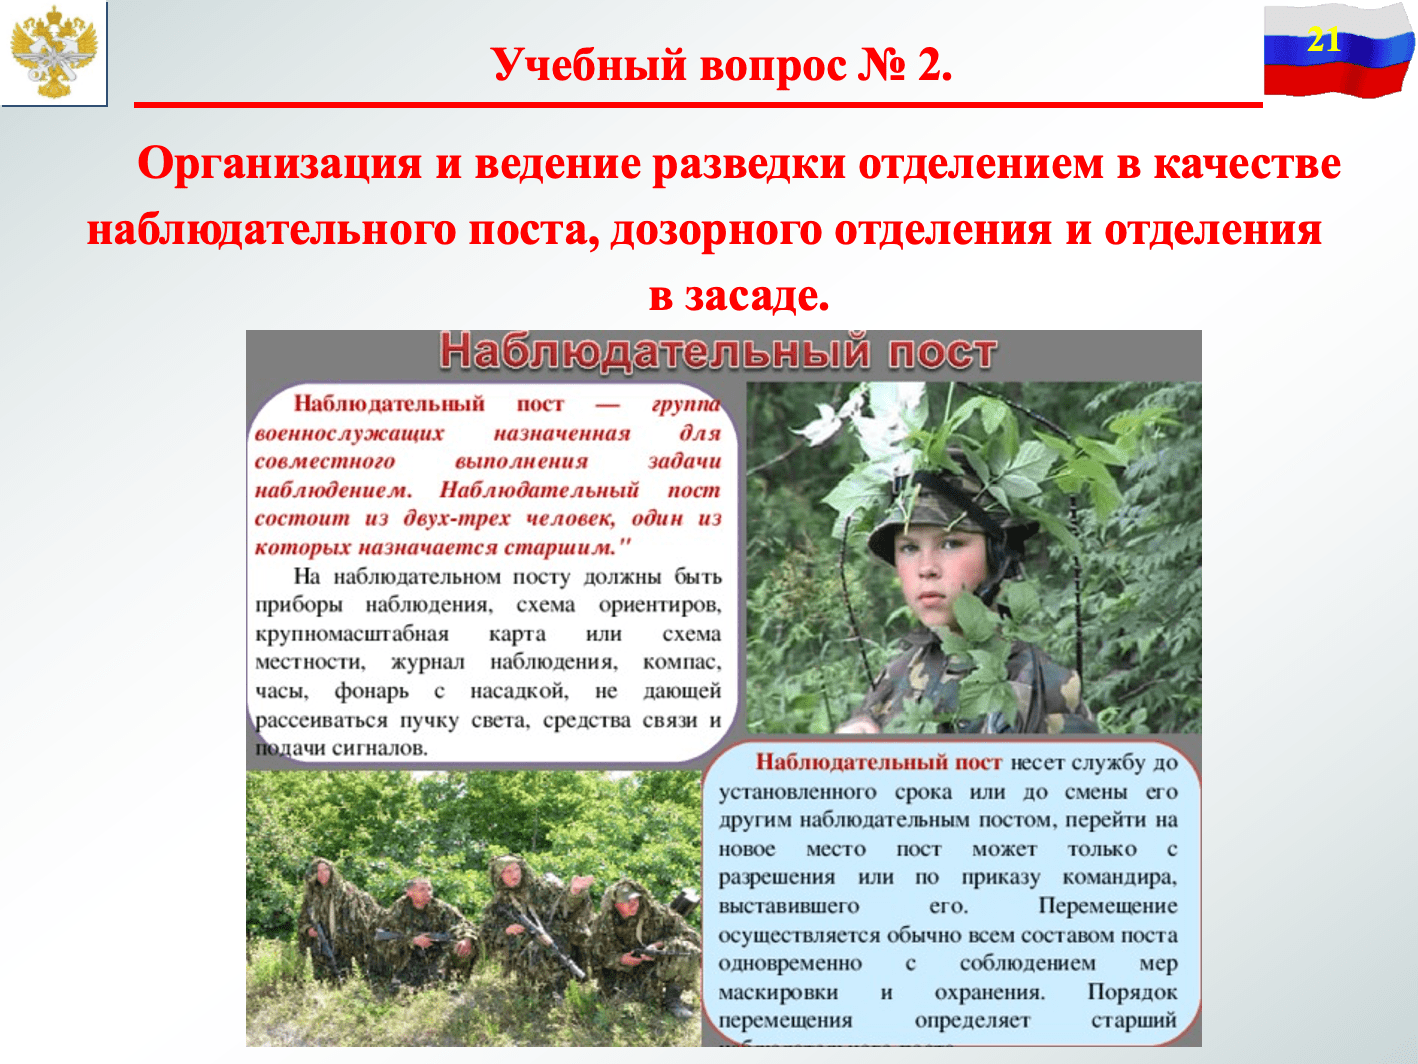 Учебный вопрос № 2.
21
Организация и ведение разведки отделением в качестве
наблюдательного поста, дозорного отделения и отделения
в засаде.
Наблюдательный пост
Наблюдательный пост — группа
военнослужащих назначенная для
совместного выполнения задачи
наблюдением. Наблюдательный пост
состоит из двух-трех человек, один из
которых назначается старшим."
На наблюдательном посту должны быть
приборы наблюдения, схема ориентиров,
крупномасштабная карта или схема
местности, журнал наблюдения, компас,
часы, фонарь с насадкой, не дающей
рассеиваться пучку света, средства связи и
подачи сигналов.
Наблюдательный пост несет службу до
установленного срока или до смены его
другим наблюдательным постом, перейти на
новое место пост может только с
разрешения или по приказу командира,
выставившего его. Перемещение
осуществляется обычно всем составом поста
одновременно с соблюдением мер
маскировки и охранения. Порядок
перемещения определяет старший